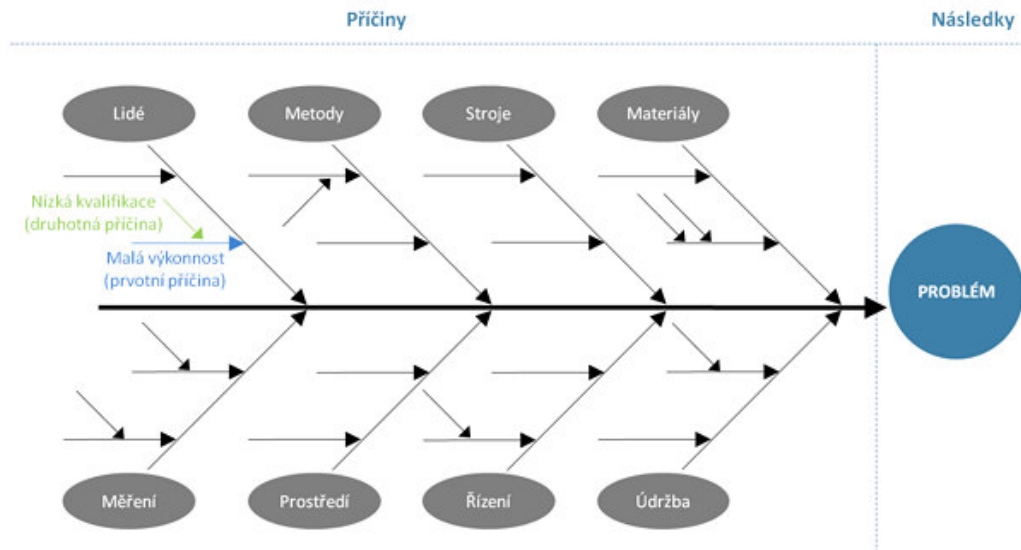 Příčiny
Následky
Lidé
Metody
Stroje
Materiály
Nízká kvalifikace
(druhotná příčina)
Malá výkonnost
(prvotní příčina)
PROBLÉM
Měření
Prostředí
Řízení
Údržba